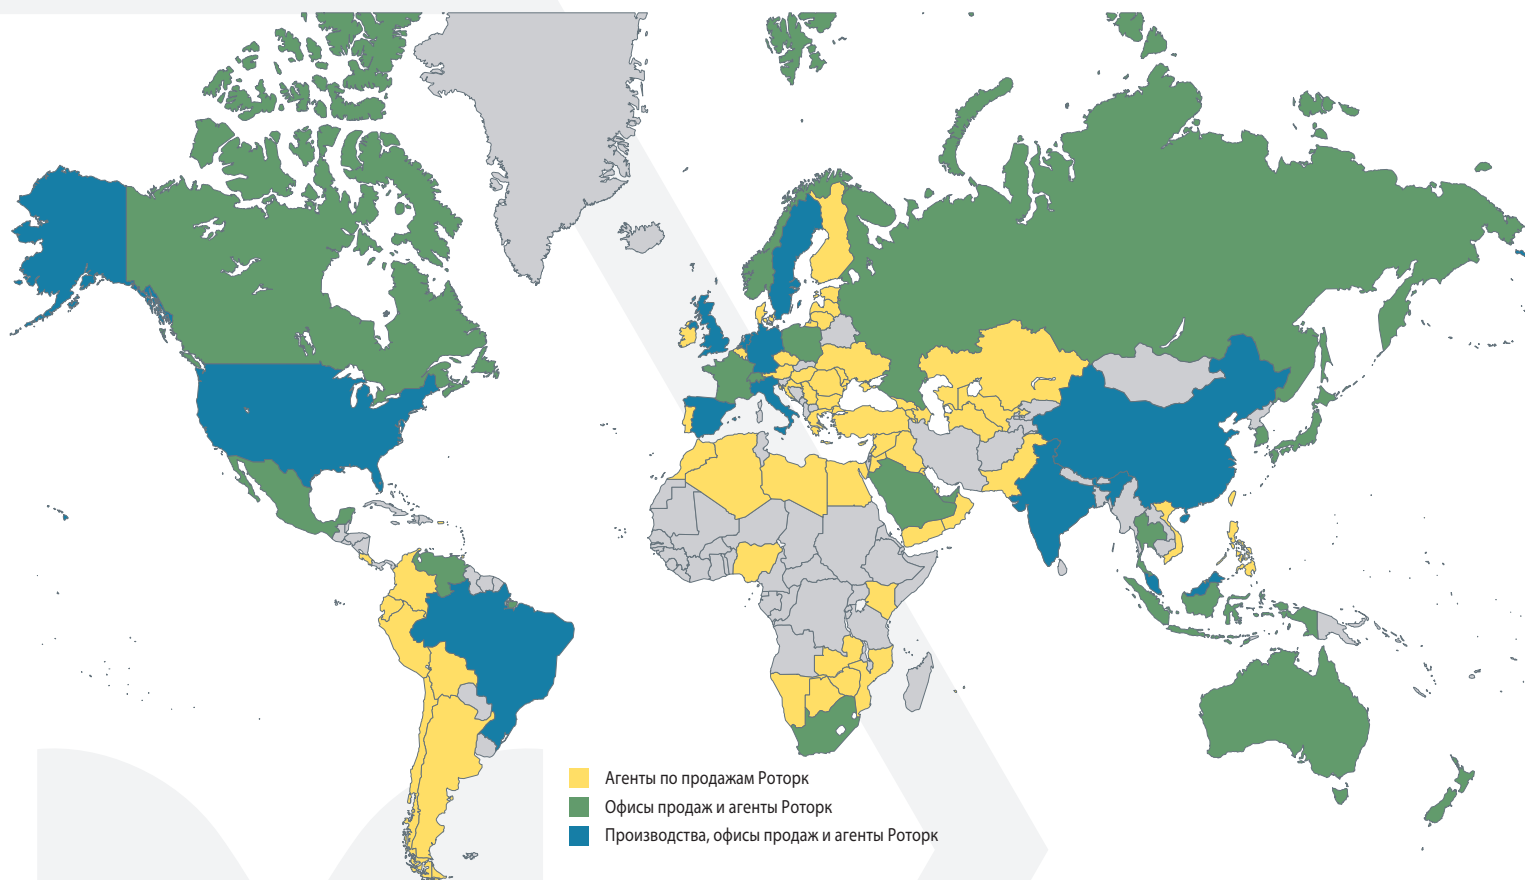 Агенты по продажам Роторк
Офисы продаж и агенты Роторк
Производства, офисы продаж и агенты Роторк